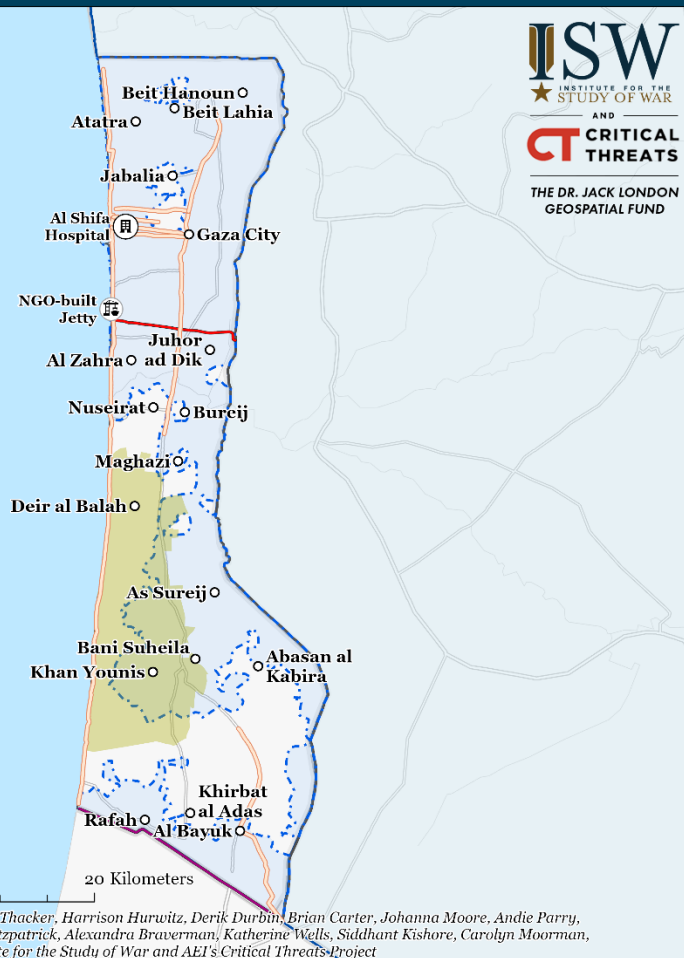 ISW
INSTITUTE FOR THE
STUDY OF WAR
AND
CT CRITICAL
THREATS
THE DR. JACK LONDON
GEOSPATIAL FUND
Beit Hanoun
Beit Lahia
Atatra
Jabalia
Al Shifa
Hospital
Gaza City
NGO-built
Jetty
Juhor
ad Dik
Al Zahra
Nuseirat
Bureij
Maghazi
Deir al Balah
As Sureij
Bani Suheila
Abasan al
Kabira
Khan Younis
Khirbat
al Adas
Rafah
Al Bayuk
20 Kilometers
Thacker, Harrison Hurwitz, Derik Durbin, Brian Carter, Johanna Moore, Andie Parry,
tzpatrick, Alexandra Braverman, Katherine Wells, Siddhant Kishore, Carolyn Moorman,
te for the Study of War and AEI's Critical Threats Project